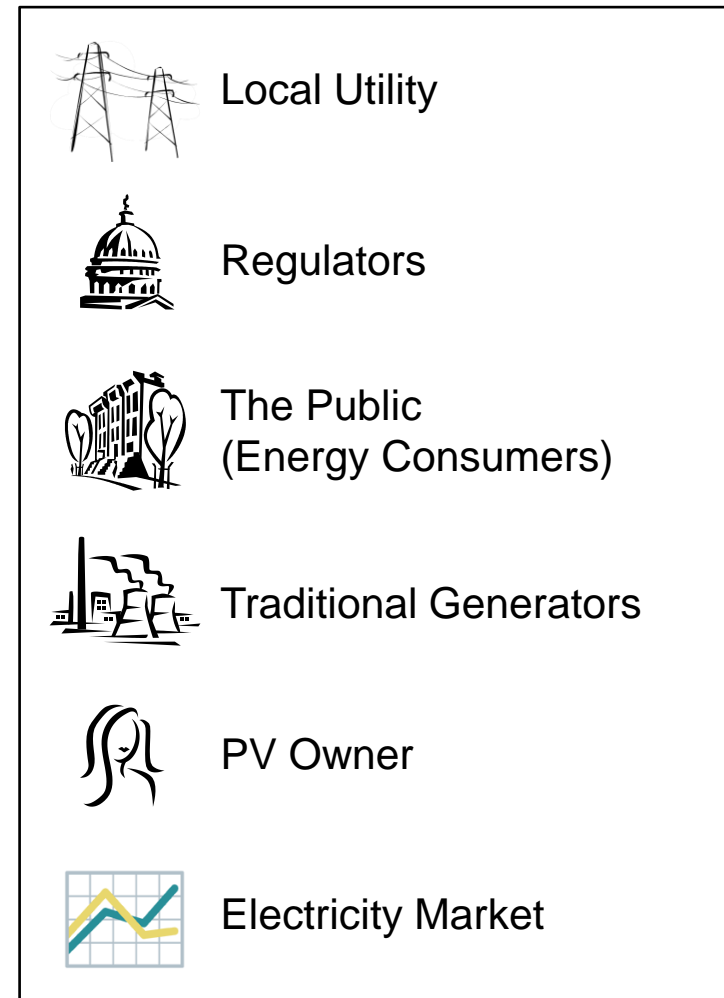 Local Utility
Regulators
The Public
(Energy Consumers)
Traditional Generators
PV Owner
Electricity Market